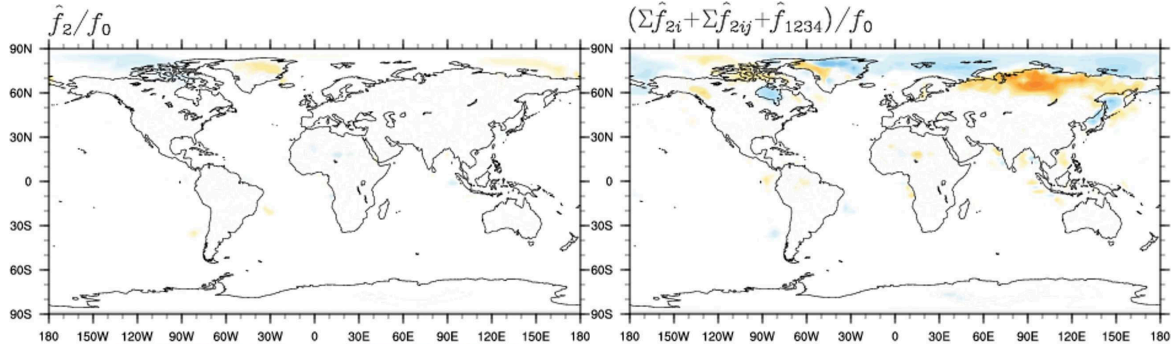 f̂₂/f₀
(Σf̂₂ᵢ+Σf̂₂ᵢⱼ+f̂₁₂₃₄)/f₀
90N 90N
60N 60N
30N 30N
0 0
30S 30S
60S 60S
90S 90S
180 150W 120W 90W 60W 30W 0 30E 60E 90E 120E 150E 180
180 150W 120W 90W 60W 30W 0 30E 60E 90E 120E 150E 180